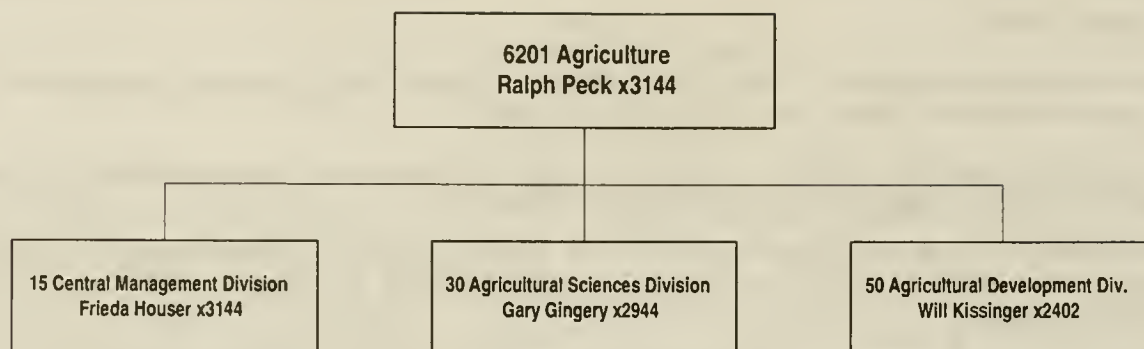 6201 Agriculture
Ralph Peck x3144
15 Central Management Division
Frieda Houser x3144
30 Agricultural Sciences Division
Gary Gingery x2944
50 Agricultural Development Div.
Will Kissinger x2402